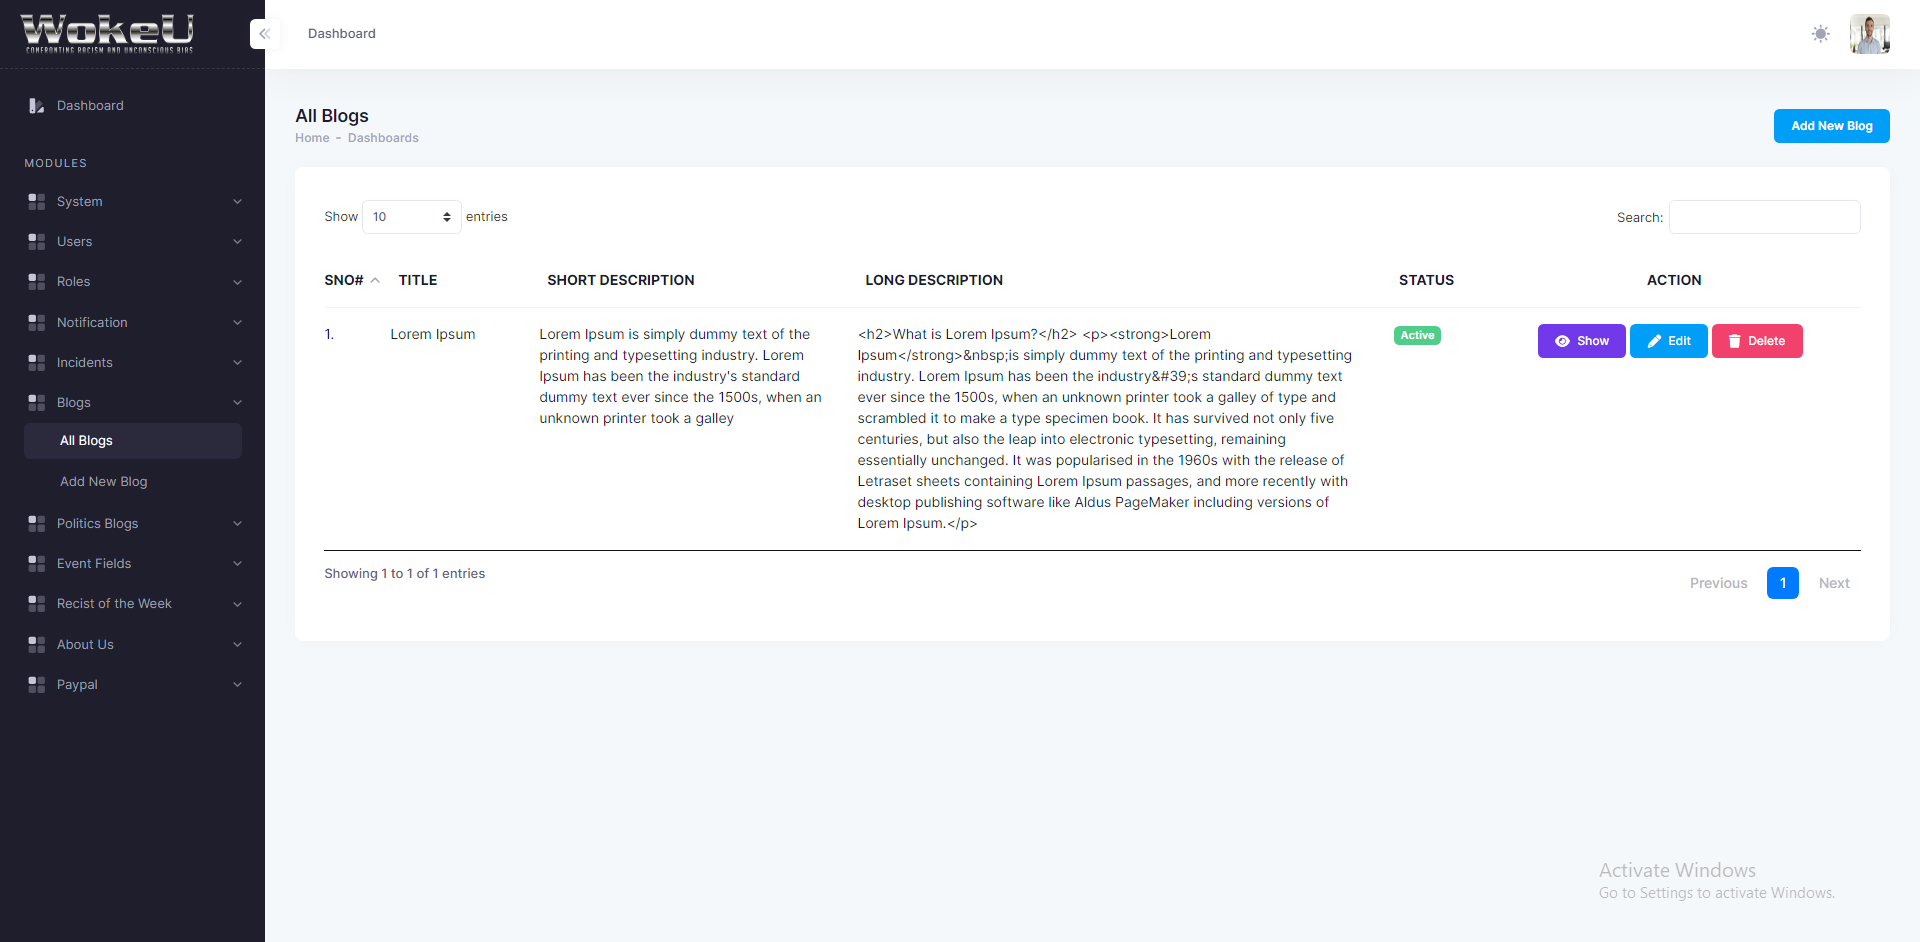 WokeU
CONFRONTING RACISM AND UNCONSCIOUS BIAS
Dashboard
Dashboard
MODULES
System
Users
Roles
Notification
Incidents
Blogs
All Blogs
Add New Blog
Politics Blogs
Event Fields
Recist of the Week
About Us
Paypal
All Blogs
Home - Dashboards
Add New Blog
Show 10 entries
Search:
SNO# TITLE SHORT DESCRIPTION LONG DESCRIPTION STATUS ACTION
1.
Lorem Ipsum
Lorem Ipsum is simply dummy text of the
printing and typesetting industry. Lorem
Ipsum has been the industry's standard
dummy text ever since the 1500s, when an
unknown printer took a galley
<h2>What is Lorem Ipsum?</h2> <p><strong>Lorem
Ipsum</strong>&nbsp;is simply dummy text of the printing and typesetting
industry. Lorem Ipsum has been the industry&#39;s standard dummy text
ever since the 1500s, when an unknown printer took a galley of type and
scrambled it to make a type specimen book. It has survived not only five
centuries, but also the leap into electronic typesetting, remaining
essentially unchanged. It was popularised in the 1960s with the release of
Letraset sheets containing Lorem Ipsum passages, and more recently with
desktop publishing software like Aldus PageMaker including versions of
Lorem Ipsum.</p>
Active
Show Edit Delete
Showing 1 to 1 of 1 entries
Previous 1 Next
Activate Windows
Go to Settings to activate Windows.